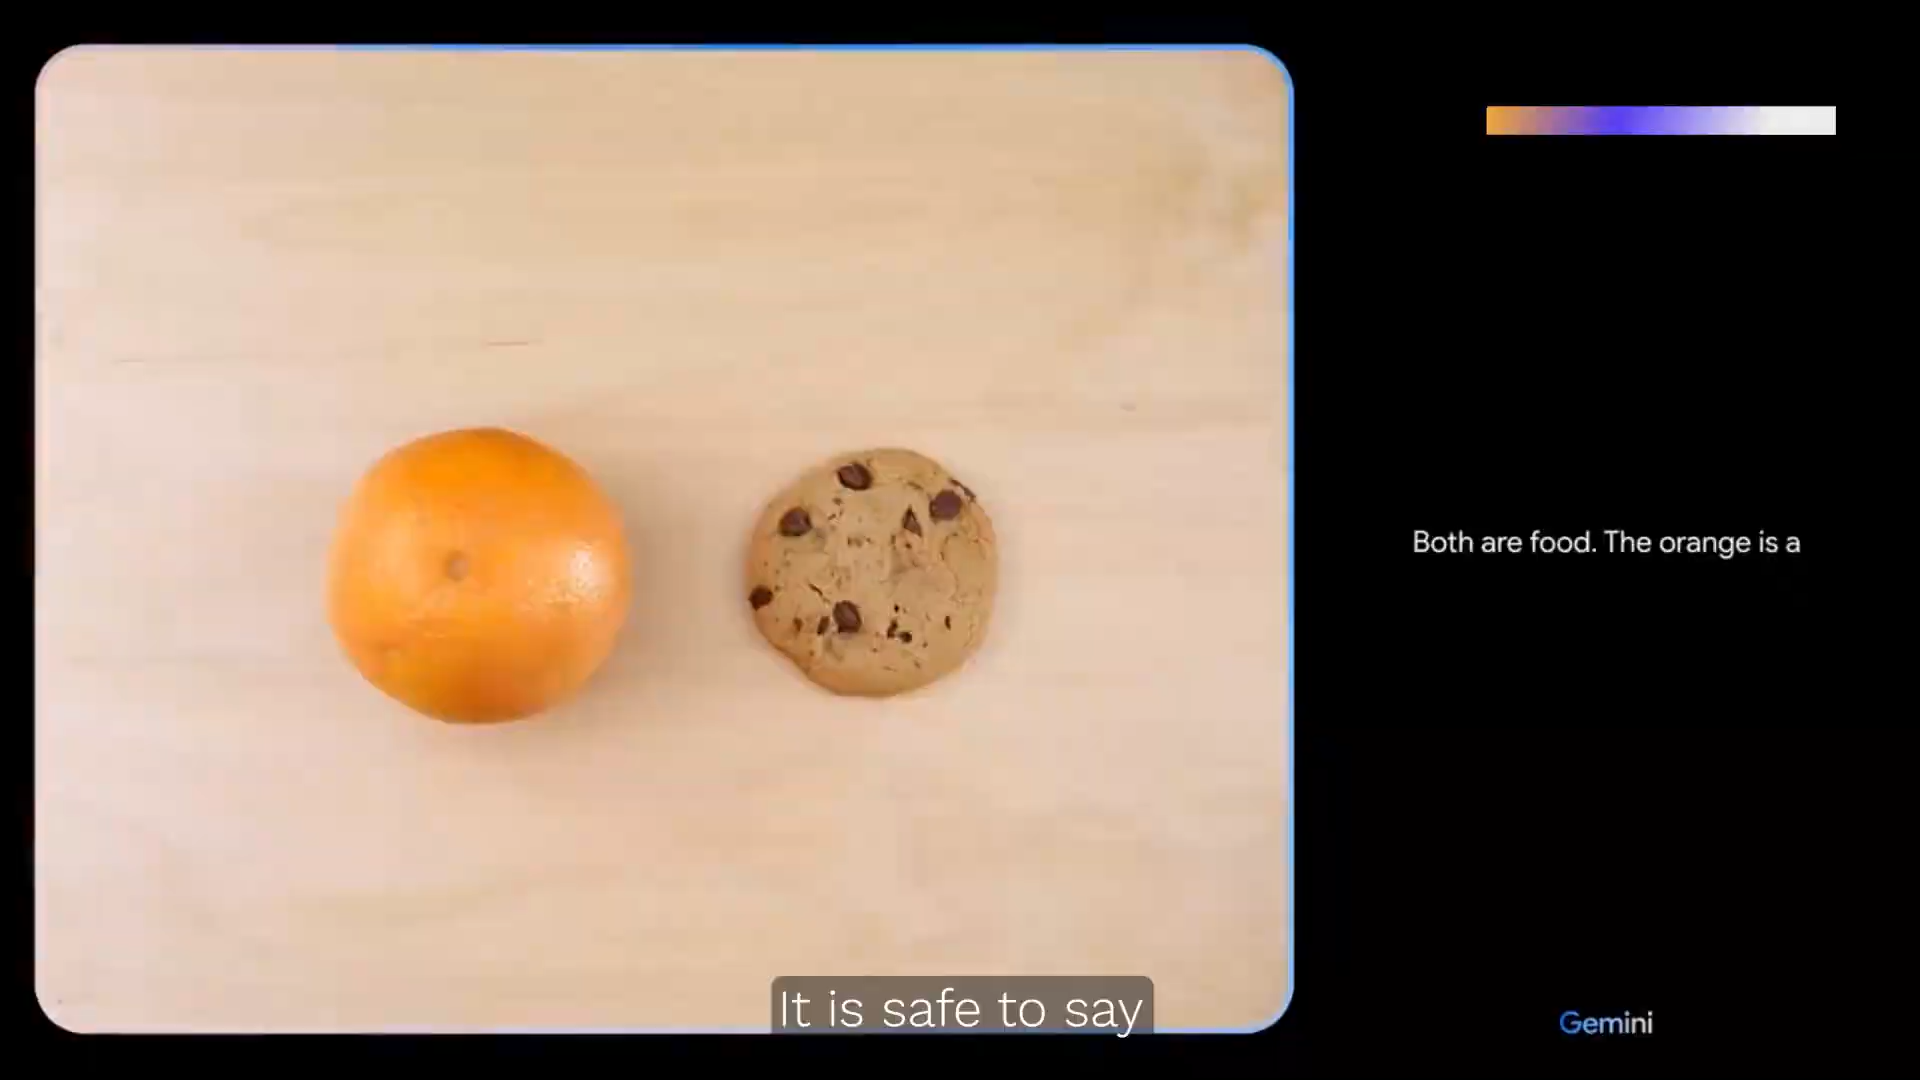 Both are food. The orange is a
It is safe to say
Gemini